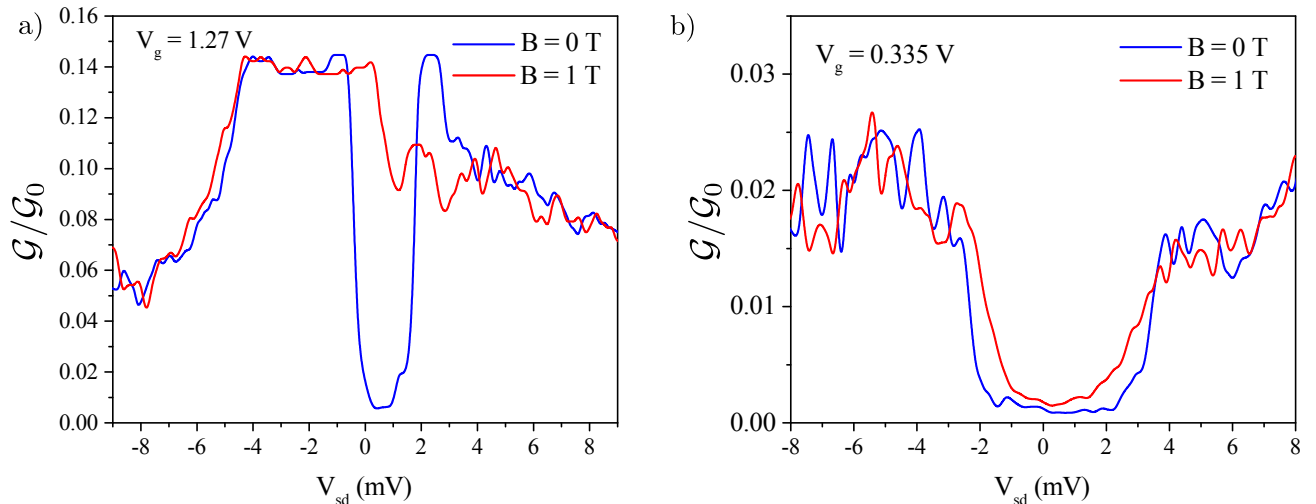 a)
V_g = 1.27 V
B = 0 T
B = 1 T
0.16
0.14
0.12
0.10
0.08
0.06
0.04
0.02
0.00
G/G_0
-8 -6 -4 -2 0 2 4 6 8
V_sd (mV)
b)
V_g = 0.335 V
B = 0 T
B = 1 T
0.03
0.02
0.01
0.00
G/G_0
-8 -6 -4 -2 0 2 4 6 8
V_sd (mV)